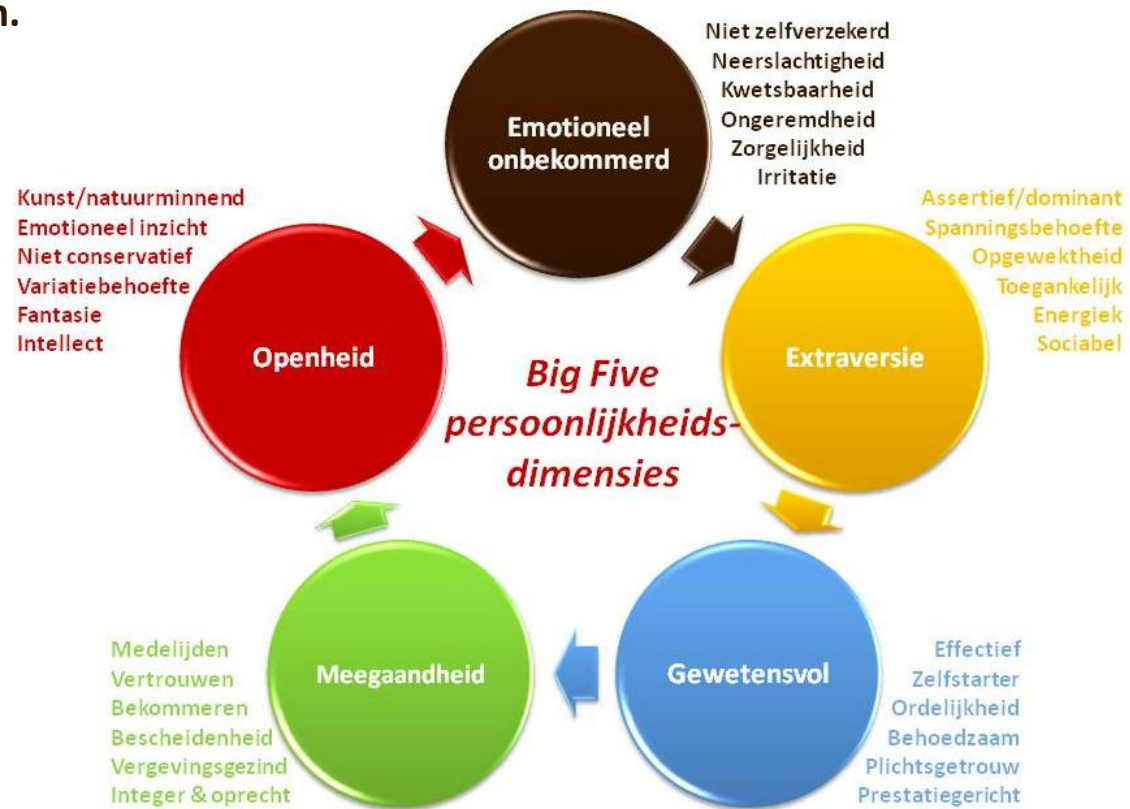 n.
Emotioneel
onbekommerd
Niet zelfverzekerd
Neerslachtigheid
Kwetsbaarheid
Ongeremdheid
Zorgelijkheid
Irritatie
Kunst/natuurminnend
Emotioneel inzicht
Niet conservatief
Variatiebehoefte
Fantasie
Intellect
Openheid
Big Five
persoonlijkheids-
dimensies
Extraversie
Assertief/dominant
Spanningsbehoefte
Opgewektheid
Toegankelijk
Energiek
Sociabel
Medelijden
Vertrouwen
Bekommeren
Bescheidenheid
Vergevingsgezind
Integer & oprecht
Meegaandheid
Gewetensvol
Effectief
Zelfstarter
Ordelijkheid
Behoedzaam
Plichtsgetrouw
Prestatiegericht